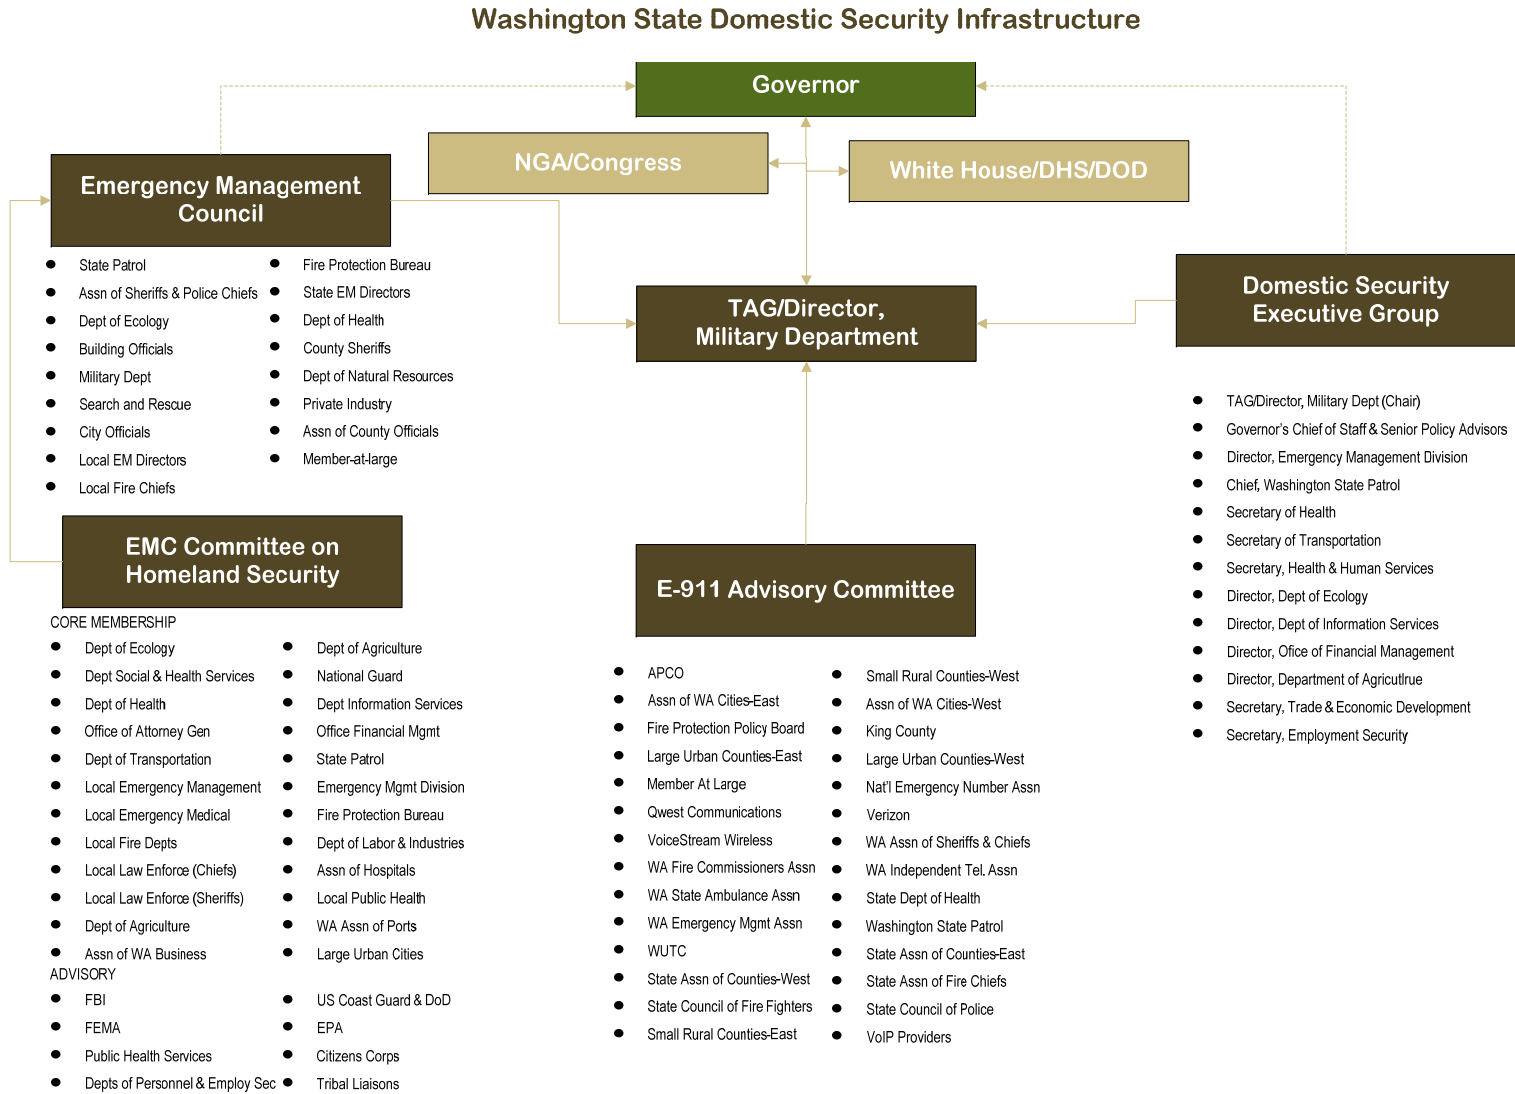 Washington State Domestic Security Infrastructure
Governor
NGA/Congress
White House/DHS/DOD
Emergency Management
Council
State Patrol
Assn of Sheriffs & Police Chiefs
Dept of Ecology
Building Officials
Military Dept
Search and Rescue
City Officials
Local EM Directors
Local Fire Chiefs
Fire Protection Bureau
State EM Directors
Dept of Health
County Sheriffs
Dept of Natural Resources
Private Industry
Assn of County Officials
Member-at-large
TAG/Director,
Military Department
Domestic Security
Executive Group
TAG/Director, Military Dept (Chair)
Governor's Chief of Staff & Senior Policy Advisors
Director, Emergency Management Division
Chief, Washington State Patrol
Secretary of Health
Secretary of Transportation
Secretary, Health & Human Services
Director, Dept of Ecology
Director, Dept of Information Services
Director, Ofice of Financial Management
Director, Department of Agricutlrue
Secretary, Trade & Economic Development
Secretary, Employment Security
EMC Committee on
Homeland Security
CORE MEMBERSHIP
Dept of Ecology
Dept Social & Health Services
Dept of Health
Office of Attorney Gen
Dept of Transportation
Local Emergency Management
Local Emergency Medical
Local Fire Depts
Local Law Enforce (Chiefs)
Local Law Enforce (Sheriffs)
Dept of Agriculture
Assn of WA Business
Dept of Agriculture
National Guard
Dept Information Services
Office Financial Mgmt
State Patrol
Emergency Mgmt Division
Fire Protection Bureau
Dept of Labor & Industries
Assn of Hospitals
Local Public Health
WA Assn of Ports
Large Urban Cities
ADVISORY
FBI
FEMA
Public Health Services
Depts of Personnel & Employ Sec
US Coast Guard & DoD
EPA
Citizens Corps
Tribal Liaisons
E-911 Advisory Committee
APCO
Assn of WA Cities-East
Fire Protection Policy Board
Large Urban Counties-East
Member At Large
Qwest Communications
VoiceStream Wireless
WA Fire Commissioners Assn
WA State Ambulance Assn
WA Emergency Mgmt Assn
WUTC
State Assn of Counties-West
State Council of Fire Fighters
Small Rural Counties-East
Small Rural Counties-West
Assn of WA Cities-West
King County
Large Urban Counties-West
Nat'l Emergency Number Assn
Verizon
WA Assn of Sheriffs & Chiefs
WA Independent Tel. Assn
State Dept of Health
Washington State Patrol
State Assn of Counties-East
State Assn of Fire Chiefs
State Council of Police
VoIP Providers